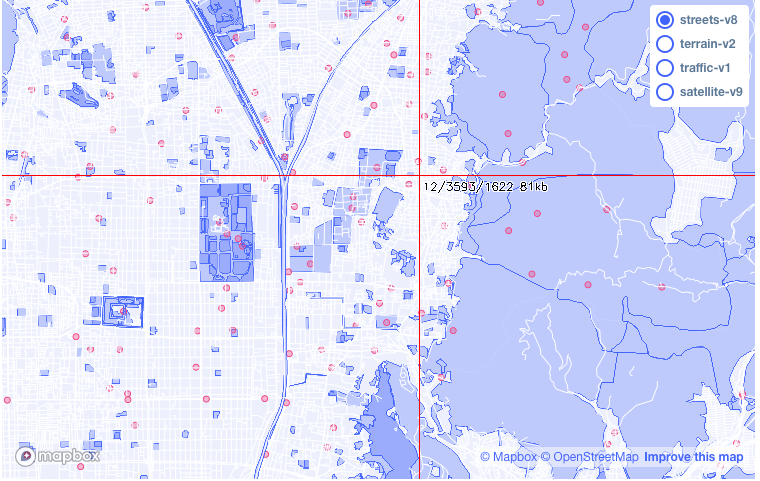 streets-v8
terrain-v2
traffic-v1
satellite-v9
12/3593/1622 81kb
mapbox
© Mapbox © OpenStreetMap Improve this map